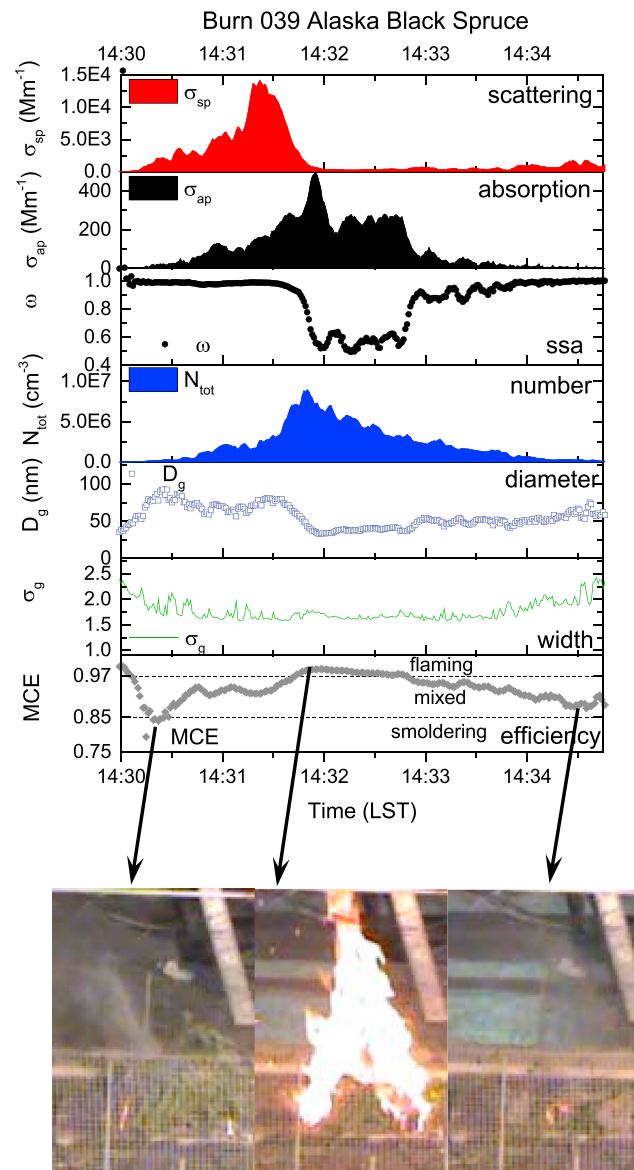 Burn 039 Alaska Black Spruce
14:30 14:31 14:32 14:33 14:34
σsp (Mm⁻¹)
1.5E4
1.0E4
5.0E3
0.0
σsp
scattering
σap (Mm⁻¹)
400
200
0
σap
absorption
ω
1.0
0.8
0.6
0.4
ω
ssa
Ntot (cm⁻³)
1.0E7
5.0E6
0.0
Ntot
number
Dg (nm)
100
50
0
Dg
diameter
σg
2.5
2.0
1.5
1.0
σg
width
MCE
0.97
0.85
0.75
flaming
mixed
smoldering
MCE
efficiency
14:30 14:31 14:32 14:33 14:34
Time (LST)